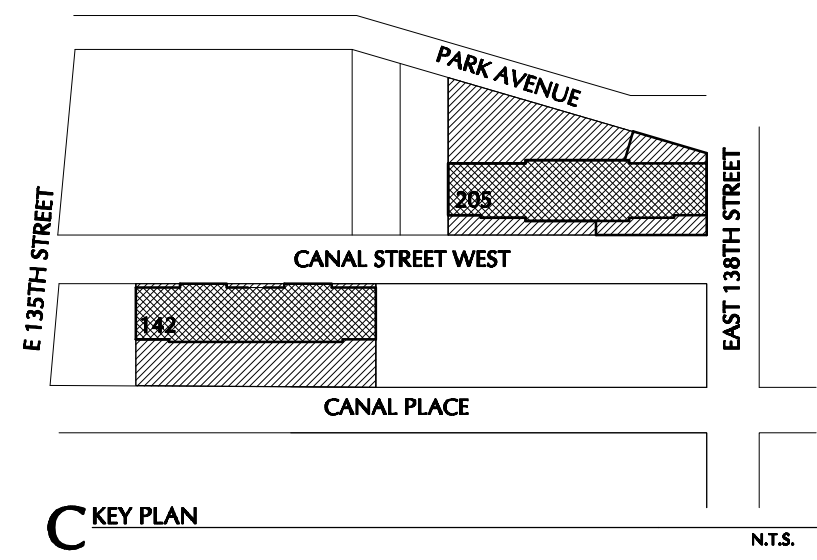 PARK AVENUE
205
CANAL STREET WEST
E 135TH STREET
EAST 138TH STREET
142
CANAL PLACE
C KEY PLAN
N.T.S.